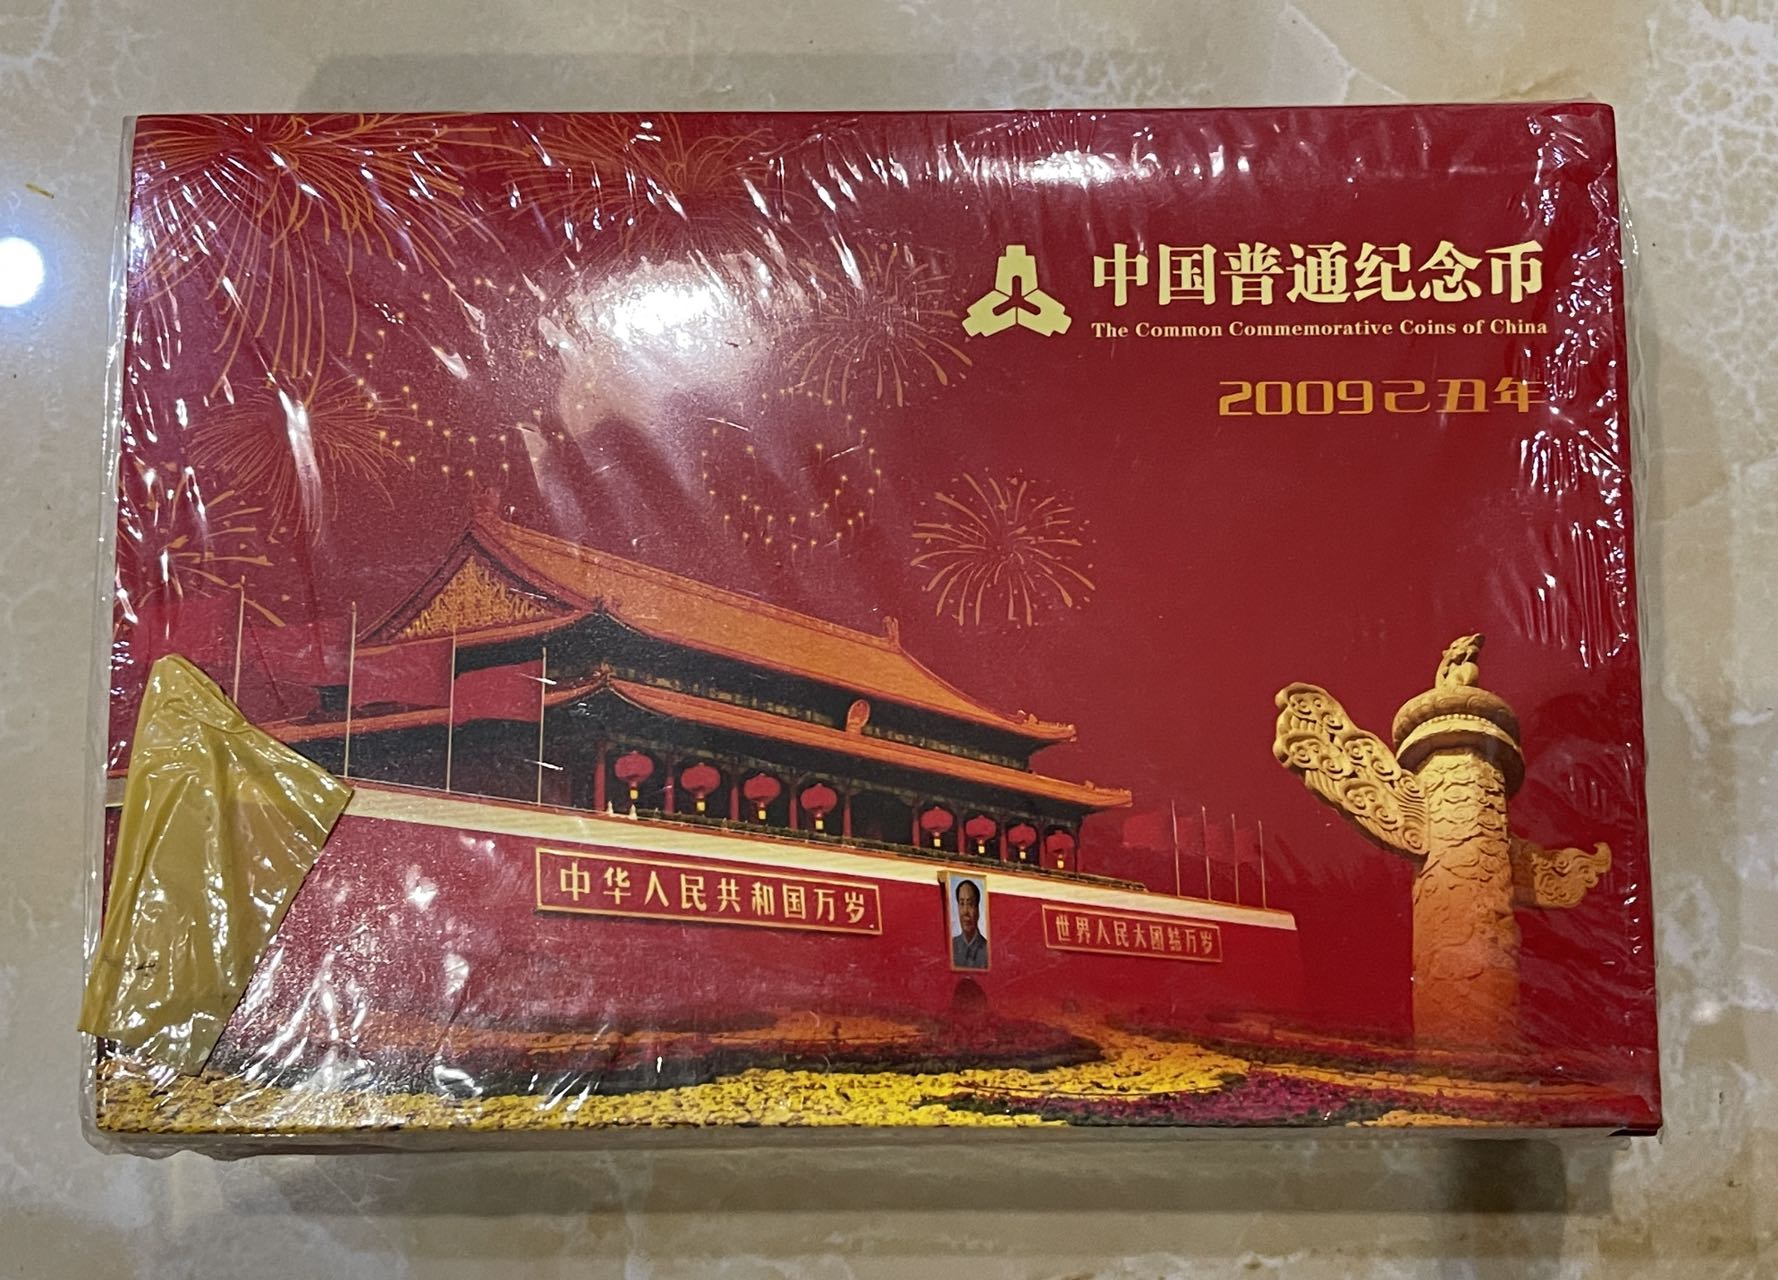 中国普通纪念币
The Common Commemorative Coins of China
2009己丑年
中华人民共和国万岁
世界人民大团结万岁